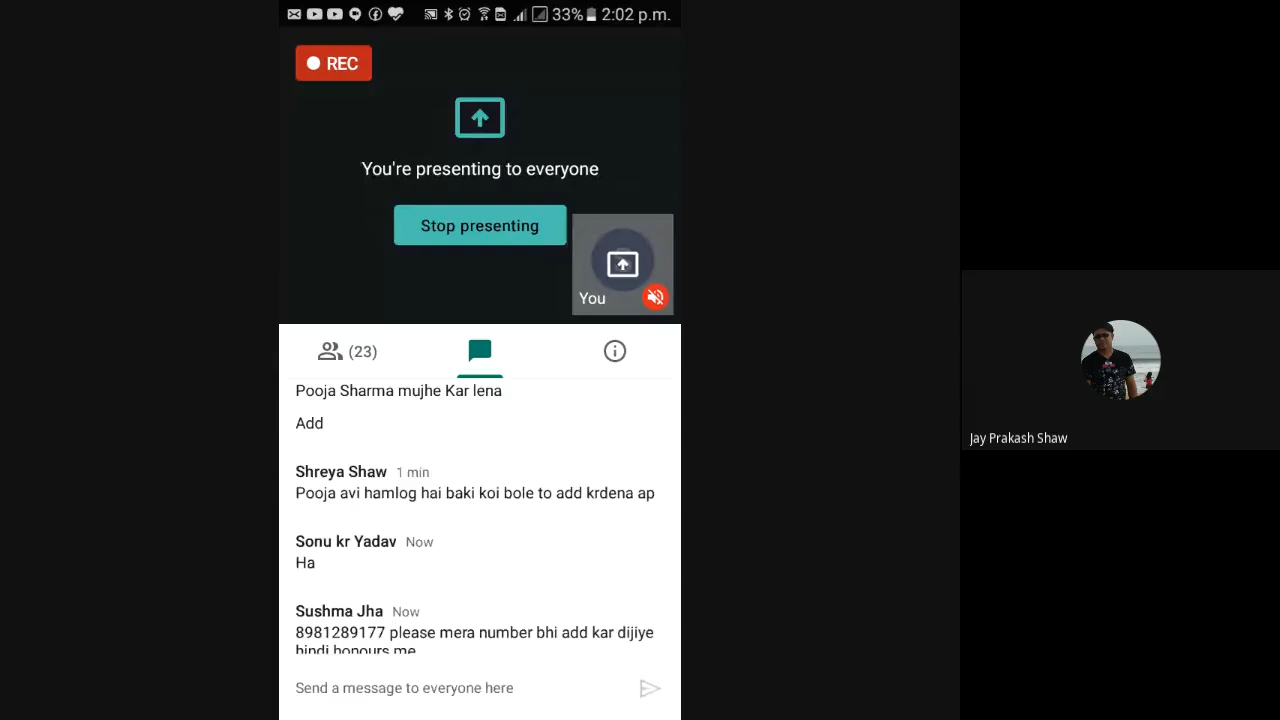 33% 2:02 p.m.
REC
You're presenting to everyone
Stop presenting
You
(23)
Pooja Sharma mujhe Kar lena
Add
Shreya Shaw 1 min
Pooja avi hamlog hai baki koi bole to add krdena ap
Sonu kr Yadav Now
Ha
Sushma Jha Now
8981289177 please mera number bhi add kar dijiye
hindi honours me
Send a message to everyone here
Jay Prakash Shaw